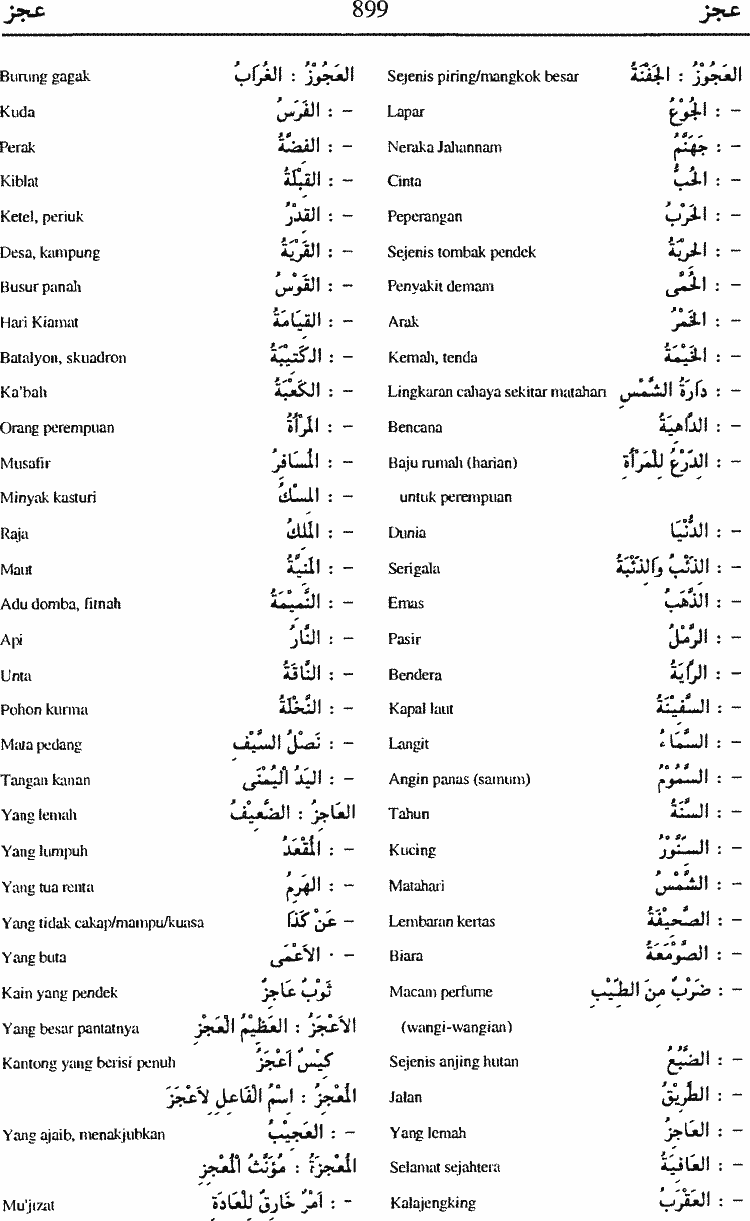 عجز 899 عجز
العَجُوْزُ : الجَفْنَةُ Sejenis piring/mangkok besar
- : الجُوْعُ Lapar
- : جَهَنَّمُ Neraka Jahannam
- : الحُبُّ Cinta
- : الحَرْبُ Peperangan
- : الحَرْبَةُ Sejenis tombak pendek
- : الحُمَّى Penyakit demam
- : الخَمْرُ Arak
- : الخَيْمَةُ Kemah, tenda
- : دَارَةُ الشَّمْسِ Lingkaran cahaya sekitar matahari
- : الدَّاهِيَةُ Bencana
- : الدِّرْعُ لِلْمَرْأَةِ Baju rumah (harian)
untuk perempuan
- : الدُّنْيَا Dunia
- : الذِّئْبُ وَالذِّئْبَةُ Serigala
- : الذَّهَبُ Emas
- : الرَّمْلُ Pasir
- : الرَّايَةُ Bendera
- : السَّفِيْنَةُ Kapal laut
- : السَّمَاءُ Langit
- : السَّمُوْمُ Angin panas (samum)
- : السَّنَةُ Tahun
- : السِّنَّوْرُ Kucing
- : الشَّمْسُ Matahari
- : الصَّحِيْفَةُ Lembaran kertas
- : الصَّوْمَعَةُ Biara
- : ضَرْبٌ مِنَ الطِّيْبِ Macam perfume
(wangi-wangian)
- : الضَّبُعُ Sejenis anjing hutan
- : الطَّرِيْقُ Jalan
- : العَاجِزُ Yang lemah
- : العَافِيَةُ Selamat sejahtera
- : العَقْرَبُ Kalajengking
العَجُوْزُ : الغُرَابُ Burung gagak
- : الفَرَسُ Kuda
- : الفِضَّةُ Perak
- : القِبْلَةُ Kiblat
- : القِدْرُ Ketel, periuk
- : القَرْيَةُ Desa, kampung
- : القَوْسُ Busur panah
- : القِيَامَةُ Hari Kiamat
- : الكَتِيْبَةُ Batalyon, skuadron
- : الكَعْبَةُ Ka'bah
- : المَرْأَةُ Orang perempuan
- : المُسَافِرُ Musafir
- : المِسْكُ Minyak kasturi
- : المَلِكُ Raja
- : المَنِيَّةُ Maut
- : النَّمِيْمَةُ Adu domba, fitnah
- : النَّارُ Api
- : النَّاقَةُ Unta
- : النَّخْلَةُ Pohon kurma
- : نَصْلُ السَّيْفِ Mata pedang
- : اليَدُ الْيُمْنَى Tangan kanan
العَاجِزُ : الضَّعِيْفُ Yang lemah
- : المُقْعَدُ Yang lumpuh
- : الهَرِمُ Yang tua renta
- عَنْ كَذَا Yang tidak cakap/mampu/kuasa
- : الاَعْمَى Yang buta
ثَوْبٌ عَاجِزٌ Kain yang pendek
الاَعْجَزُ : العَظِيْمُ العَجُزِ Yang besar pantatnya
كِيْسٌ اَعْجَزُ Kantong yang berisi penuh
المُعْجِزُ : اسْمُ الْفَاعِلِ لِاَعْجَزَ
- : العَجِيْبُ Yang ajaib, menakjubkan
المُعْجِزَةُ : مُؤَنَّثُ الْمُعْجِزِ
- : اَمْرٌ خَارِقٌ لِلْعَادَةِ Mu'jizat